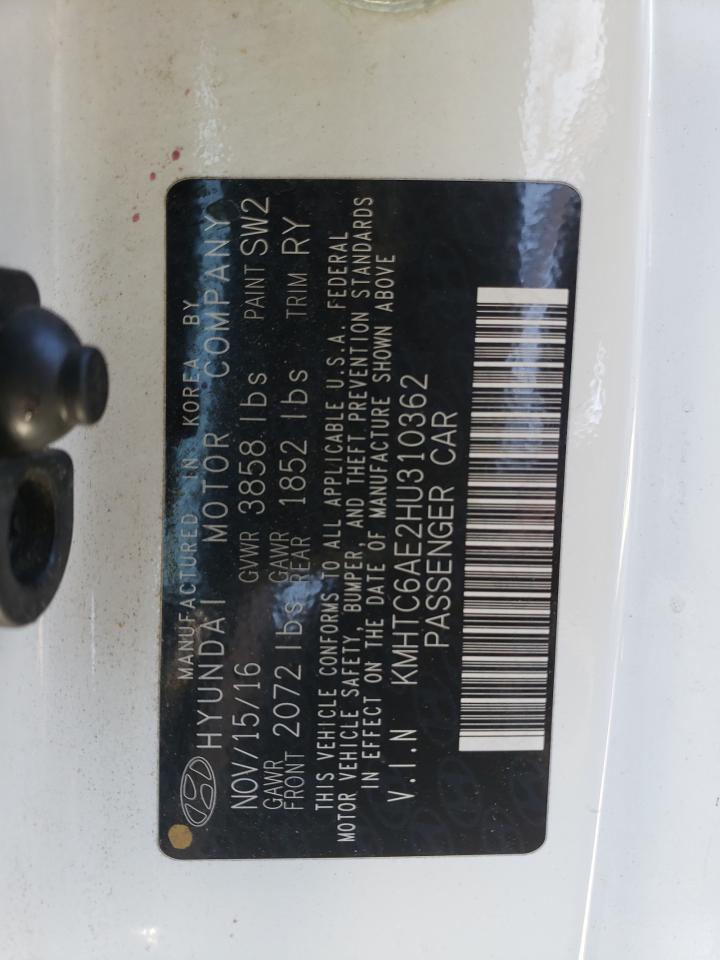 MANUFACTURED IN KOREA BY
HYUNDAI MOTOR COMPANY
NOV/15/16 GVWR 3858 lbs PAINT SW2
GAWR FRONT 2072 lbs GAWR REAR 1852 lbs TRIM RY
THIS VEHICLE CONFORMS TO ALL APPLICABLE U.S.A. FEDERAL
MOTOR VEHICLE SAFETY, BUMPER, AND THEFT PREVENTION STANDARDS
IN EFFECT ON THE DATE OF MANUFACTURE SHOWN ABOVE
V.I.N KMHTC6AE2HU310362
PASSENGER CAR